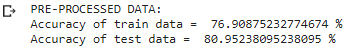 PRE-PROCESSED DATA:
Accuracy of train data =  76.90875232774674 %
Accuracy of test data =  80.95238095238095 %